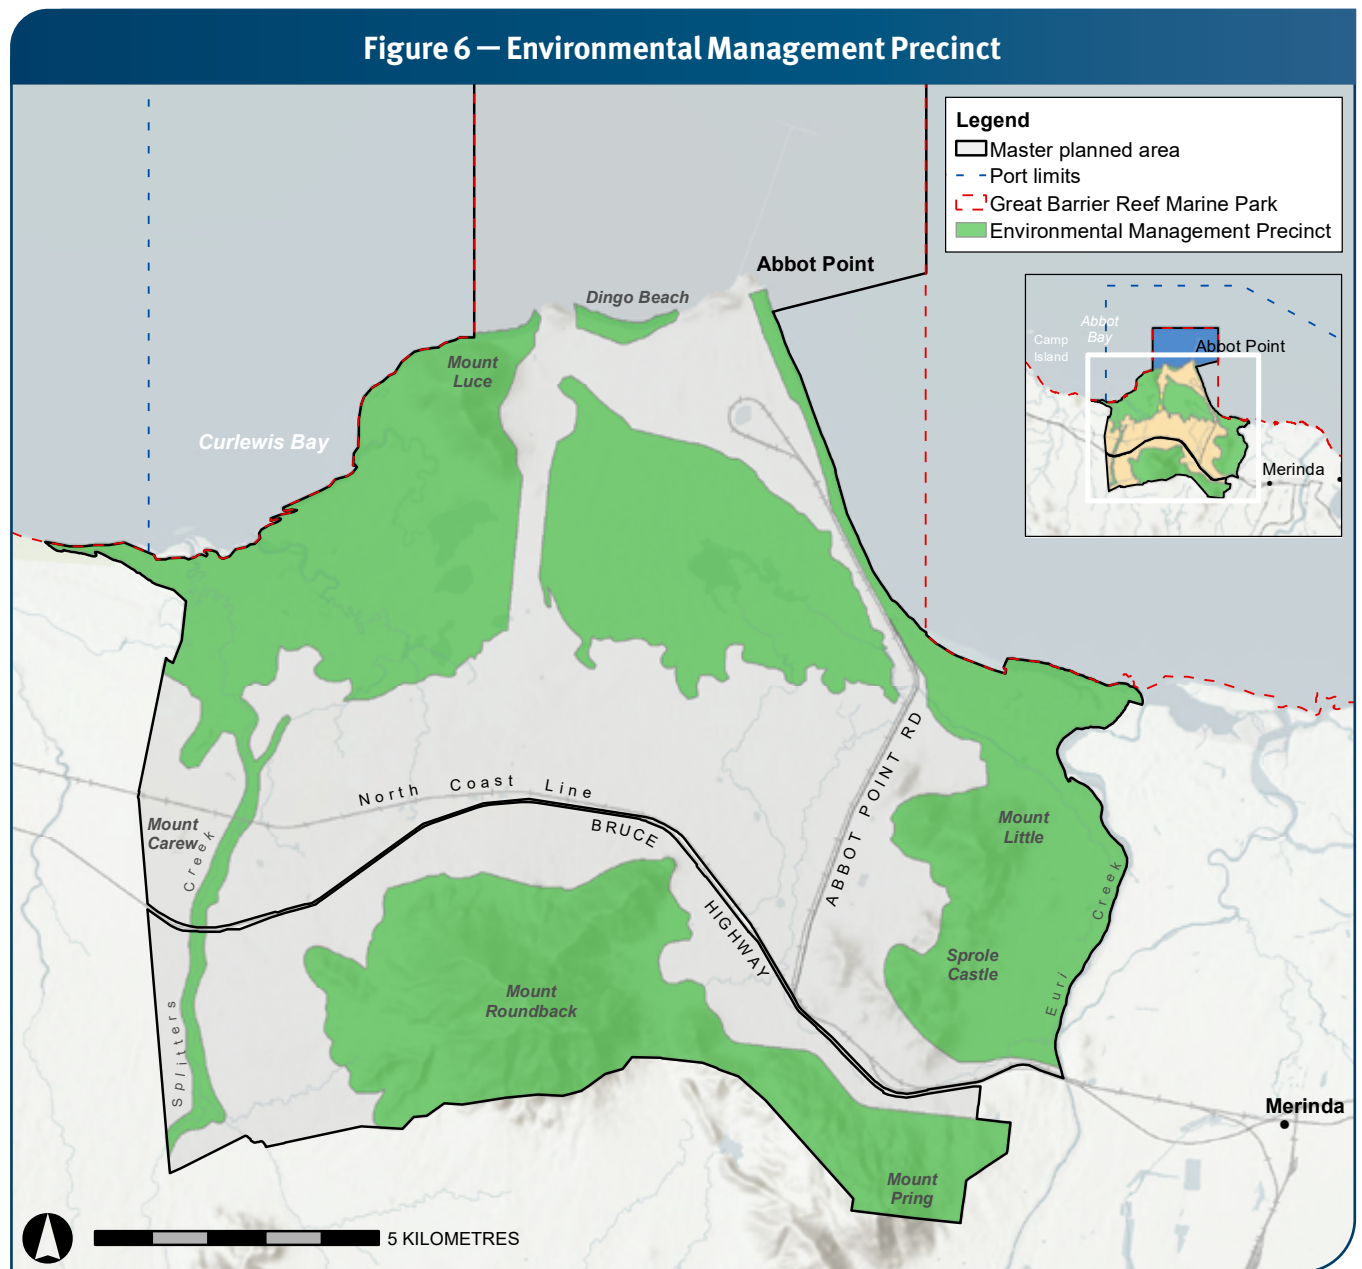 Figure 6 — Environmental Management Precinct
Legend
Master planned area
Port limits
Great Barrier Reef Marine Park
Environmental Management Precinct
Abbot Point
Dingo Beach
Mount
Luce
Curlewis Bay
Abbot
Bay
Camp
Island
Abbot Point
Merinda
North Coast Line
BRUCE
HIGHWAY
ABBOT POINT RD
Mount
Carew
Splitters
Creek
Mount
Little
Sprole
Castle
Euri Creek
Mount
Roundback
Mount
Pring
Merinda
5 KILOMETRES